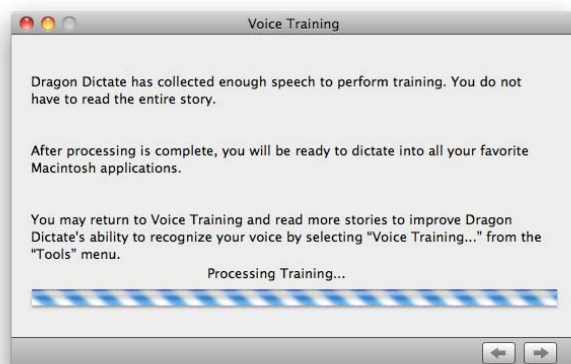 Voice Training
Dragon Dictate has collected enough speech to perform training. You do not
have to read the entire story.
After processing is complete, you will be ready to dictate into all your favorite
Macintosh applications.
You may return to Voice Training and read more stories to improve Dragon
Dictate's ability to recognize your voice by selecting “Voice Training...” from the
“Tools” menu.
Processing Training...